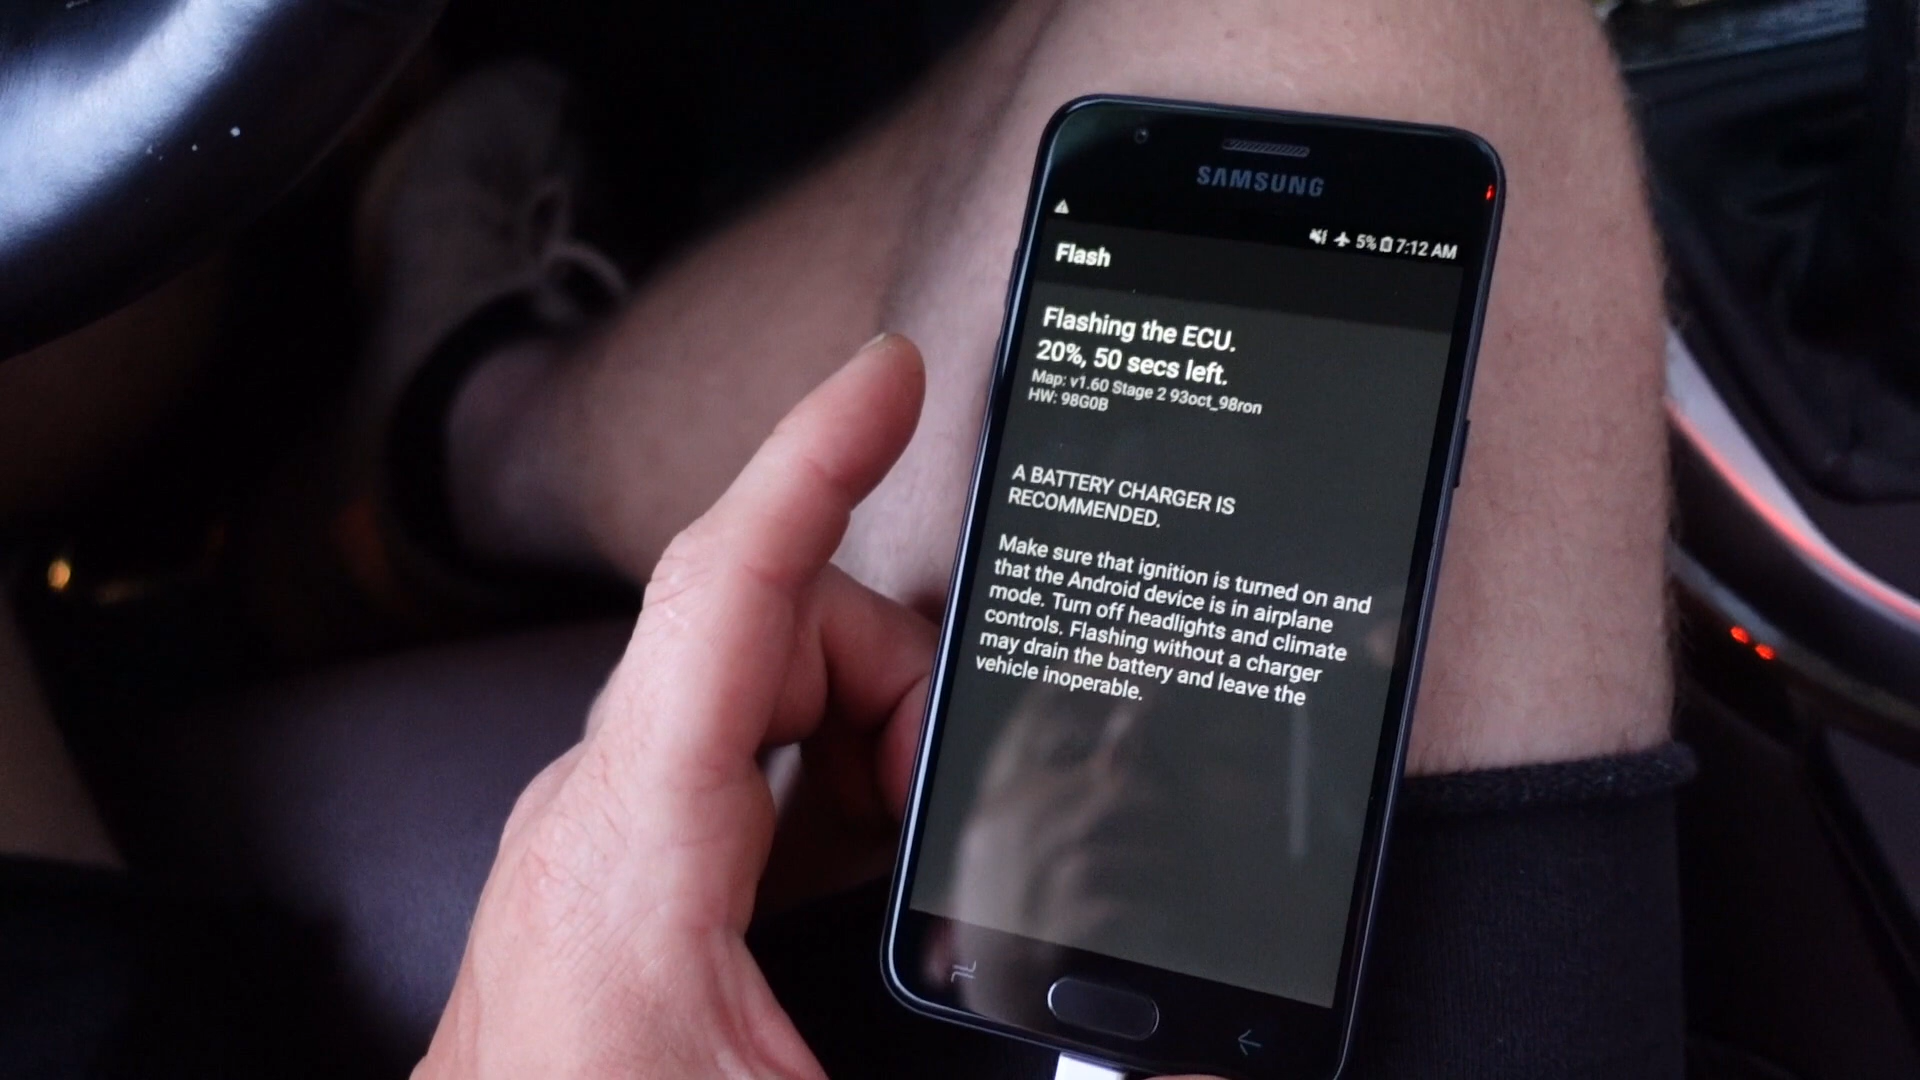 SAMSUNG
5% 7:12 AM
Flash
Flashing the ECU.
20%, 50 secs left.
Map: v1.60 Stage 2 93oct_98ron
HW: 98G0B
A BATTERY CHARGER IS
RECOMMENDED.
Make sure that ignition is turned on and
that the Android device is in airplane
mode. Turn off headlights and climate
controls. Flashing without a charger
may drain the battery and leave the
vehicle inoperable.